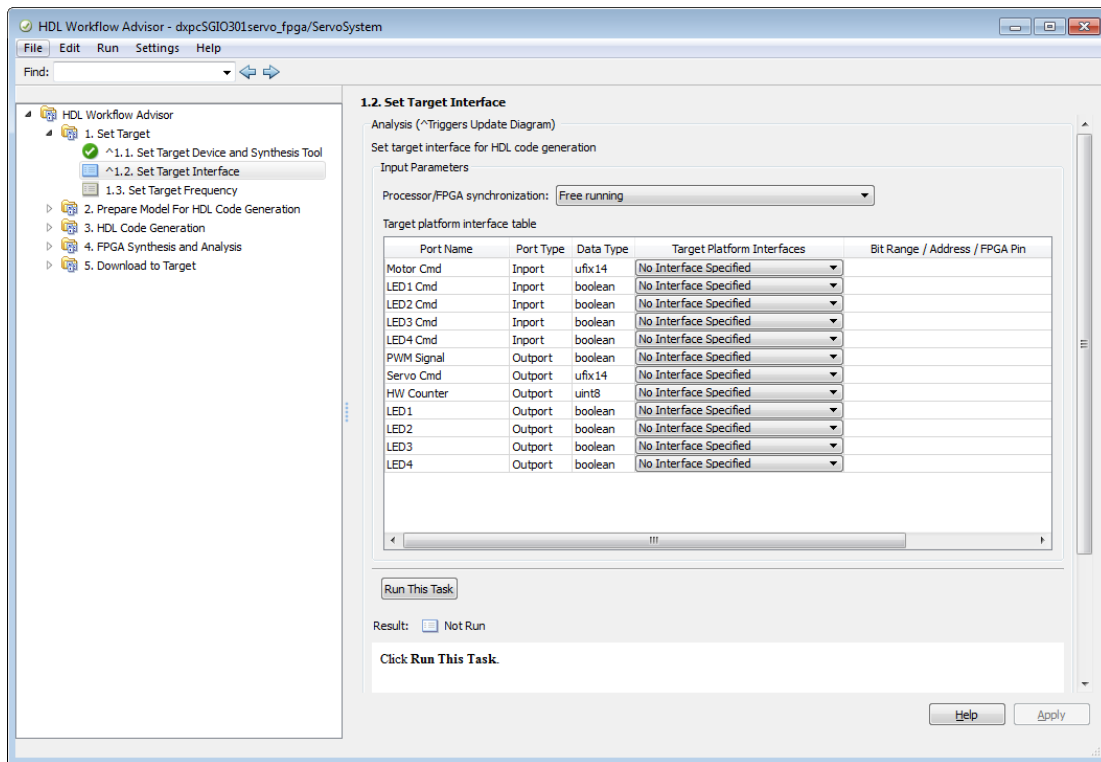 HDL Workflow Advisor - dxpcSGIO301servo_fpga/ServoSystem
File Edit Run Settings Help
Find:
HDL Workflow Advisor
1. Set Target
^1.1. Set Target Device and Synthesis Tool
^1.2. Set Target Interface
1.3. Set Target Frequency
2. Prepare Model For HDL Code Generation
3. HDL Code Generation
4. FPGA Synthesis and Analysis
5. Download to Target
1.2. Set Target Interface
Analysis (^Triggers Update Diagram)
Set target interface for HDL code generation
Input Parameters
Processor/FPGA synchronization: Free running
Target platform interface table
Port Name Port Type Data Type Target Platform Interfaces Bit Range / Address / FPGA Pin
Motor Cmd Inport ufix14 No Interface Specified
LED1 Cmd Inport boolean No Interface Specified
LED2 Cmd Inport boolean No Interface Specified
LED3 Cmd Inport boolean No Interface Specified
LED4 Cmd Inport boolean No Interface Specified
PWM Signal Outport boolean No Interface Specified
Servo Cmd Outport ufix14 No Interface Specified
HW Counter Outport uint8 No Interface Specified
LED1 Outport boolean No Interface Specified
LED2 Outport boolean No Interface Specified
LED3 Outport boolean No Interface Specified
LED4 Outport boolean No Interface Specified
Run This Task
Result: Not Run
Click Run This Task.
Help Apply